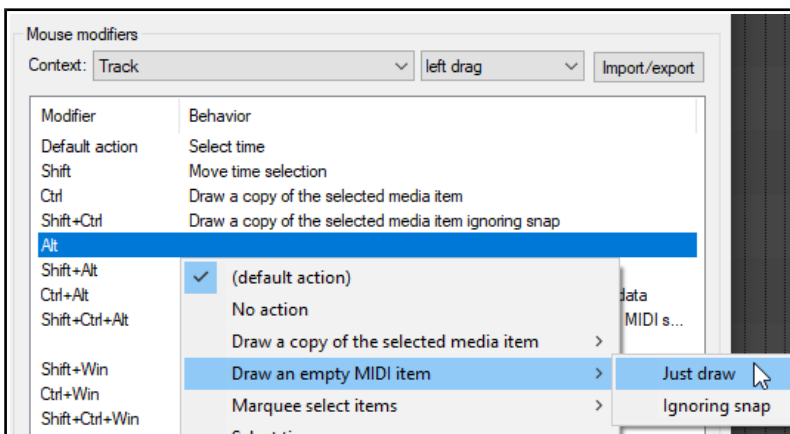 Mouse modifiers
Context: Track left drag Import/export
Modifier Behavior
Default action Select time
Shift Move time selection
Ctrl Draw a copy of the selected media item
Shift+Ctrl Draw a copy of the selected media item ignoring snap
Alt
Shift+Alt (default action)
Ctrl+Alt data
No action
Shift+Ctrl+Alt MIDI s...
Draw a copy of the selected media item
Shift+Win Draw an empty MIDI item Just draw
Ctrl+Win
Marquee select items Ignoring snap
Shift+Ctrl+Win